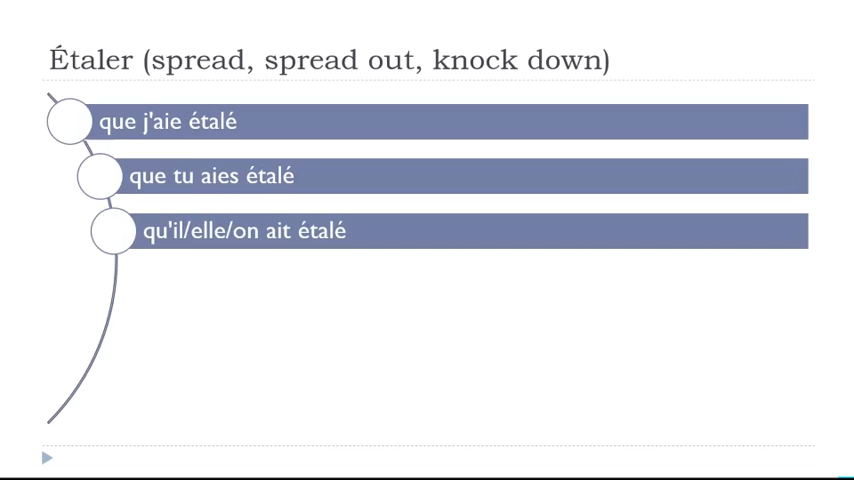 Étaler (spread, spread out, knock down)
que j'aie étalé
que tu aies étalé
qu'il/elle/on ait étalé